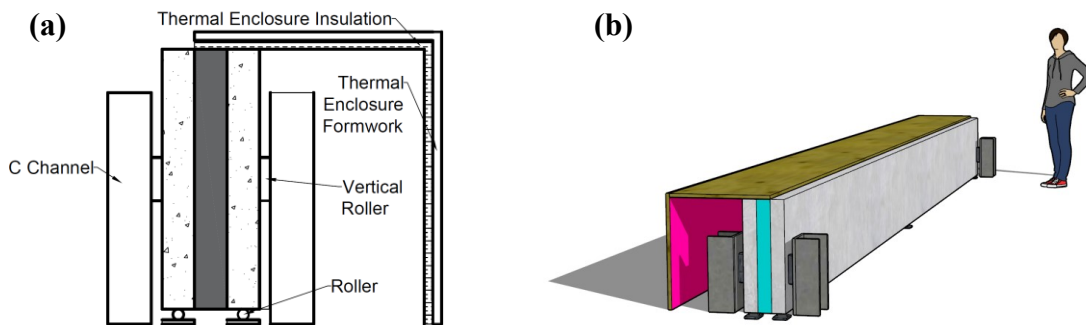 (a)
Thermal Enclosure Insulation
Thermal
Enclosure
Formwork
C Channel
Vertical
Roller
Roller
(b)